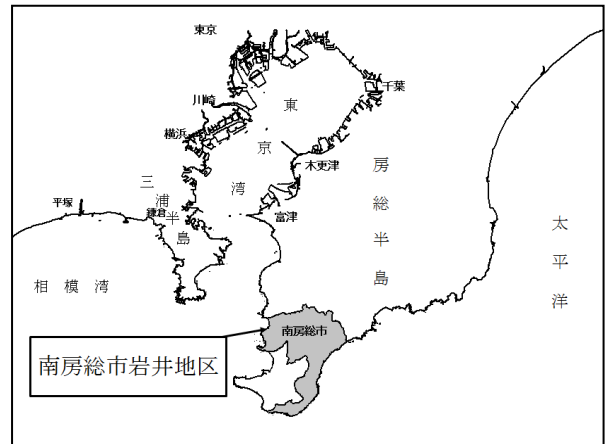 東京
川崎
千葉
東京湾
横浜
木更津
房総半島
三浦半島
平塚
鎌倉
富津
太平洋
相模湾
南房総市
南房総市岩井地区